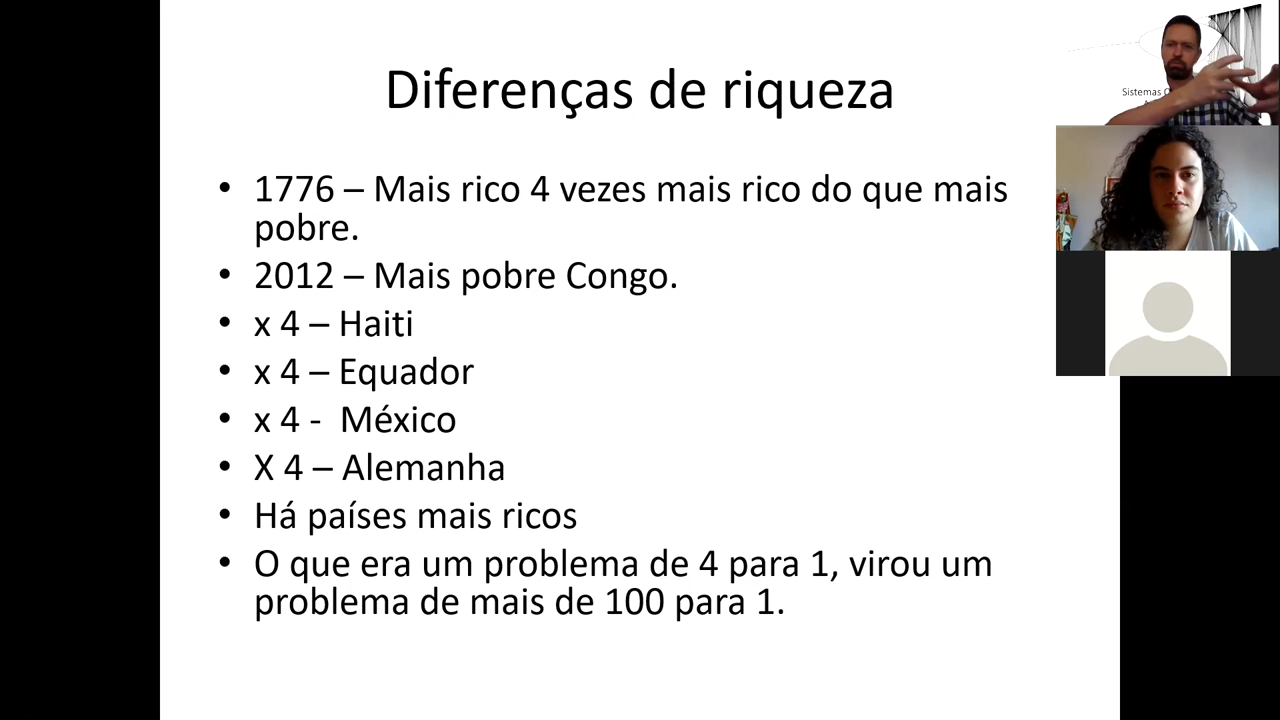 Diferenças de riqueza
• 1776 – Mais rico 4 vezes mais rico do que mais
pobre.
• 2012 – Mais pobre Congo.
• x 4 – Haiti
• x 4 – Equador
• x 4 -  México
• X 4 – Alemanha
• Há países mais ricos
• O que era um problema de 4 para 1, virou um
problema de mais de 100 para 1.
Sistemas